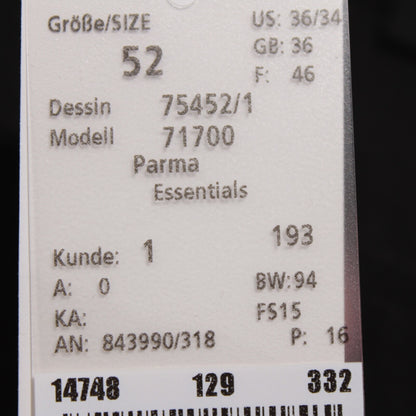 Größe/SIZE US: 36/34
52 GB: 36
F: 46
Dessin 75452/1
Modell 71700
Parma
Essentials
Kunde: 1 193
A: 0 BW: 94
KA: FS15
AN: 843990/318 P: 16
14748 129 332